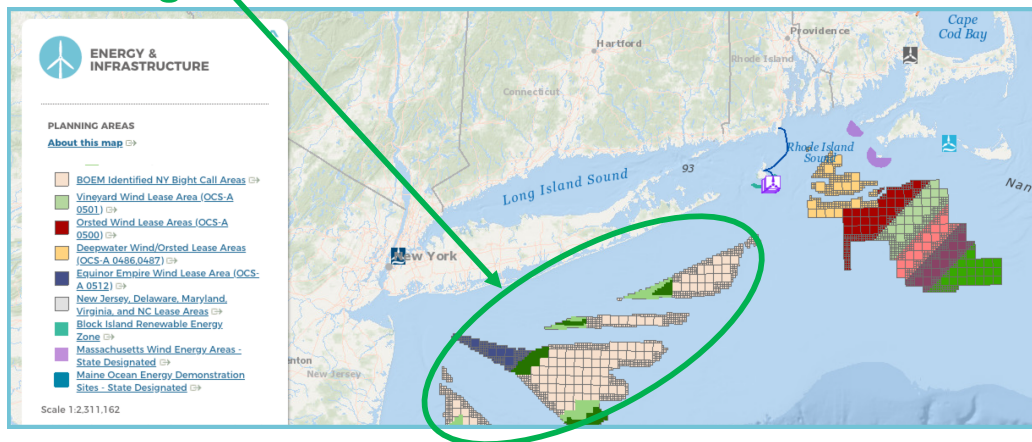 ENERGY &
INFRASTRUCTURE
PLANNING AREAS
About this map
BOEM Identified NY Bight Call Areas
Vineyard Wind Lease Area (OCS-A
0501)
Orsted Wind Lease Area (OCS-A
0500)
Deepwater Wind/Orsted Lease Areas
(OCS-A 0486,0487)
Equinor Empire Wind Lease Area (OCS-
A 0512)
New Jersey, Delaware, Maryland,
Virginia, and NC Lease Areas
Block Island Renewable Energy
Zone
Massachusetts Wind Energy Areas -
State Designated
Maine Ocean Energy Demonstration
Sites - State Designated
Scale 1:2,311,162
Hartford
Connecticut
Providence
Rhode Island
Cape
Cod Bay
Rhode Island
Sound
93
Long Island Sound
Nan
New York
enton
New Jersey